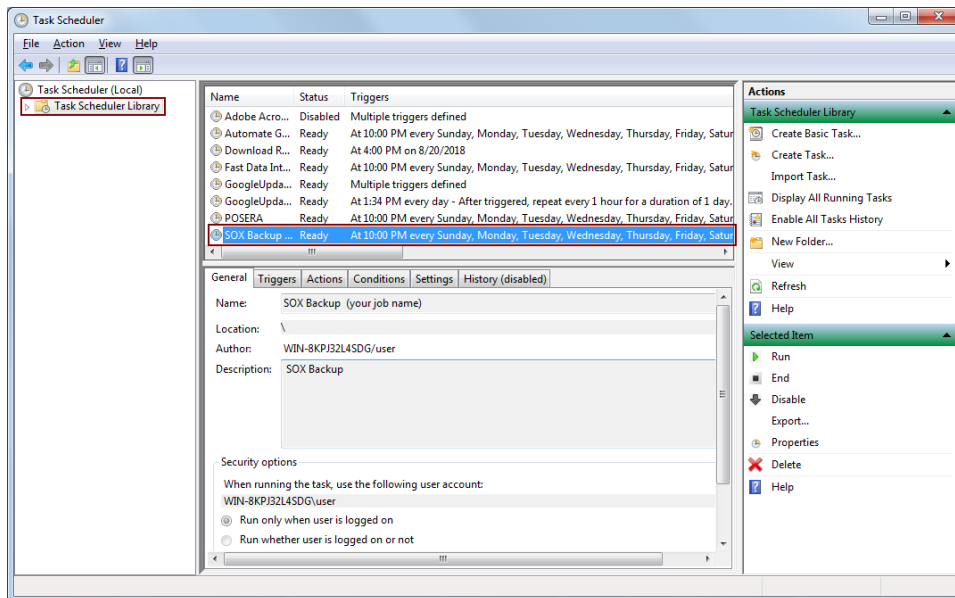 Task Scheduler
File Action View Help
Task Scheduler (Local)
Task Scheduler Library
Name Status Triggers
Adobe Acro... Disabled Multiple triggers defined
Automate G... Ready At 10:00 PM every Sunday, Monday, Tuesday, Wednesday, Thursday, Friday, Satur
Download R... Ready At 4:00 PM on 8/20/2018
Fast Data Int... Ready At 10:00 PM every Sunday, Monday, Tuesday, Wednesday, Thursday, Friday, Satur
GoogleUpda... Ready Multiple triggers defined
GoogleUpda... Ready At 1:34 PM every day - After triggered, repeat every 1 hour for a duration of 1 day.
POSERA Ready At 10:00 PM every Sunday, Monday, Tuesday, Wednesday, Thursday, Friday, Satur
SOX Backup ... Ready At 10:00 PM every Sunday, Monday, Tuesday, Wednesday, Thursday, Friday, Satur
General Triggers Actions Conditions Settings History (disabled)
Name: SOX Backup (your job name)
Location: \
Author: WIN-8KPJ32L4SDG/user
Description: SOX Backup
Security options
When running the task, use the following user account:
WIN-8KPJ32L4SDG\user
Run only when user is logged on
Run whether user is logged on or not
Actions
Task Scheduler Library
Create Basic Task...
Create Task...
Import Task...
Display All Running Tasks
Enable All Tasks History
New Folder...
View
Refresh
Help
Selected Item
Run
End
Disable
Export...
Properties
Delete
Help